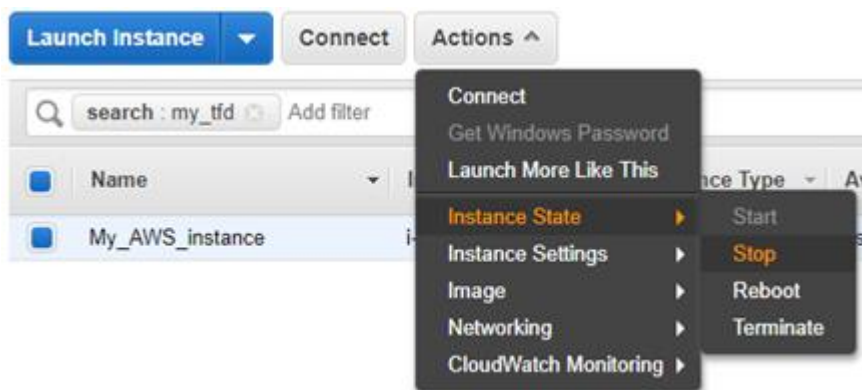 Launch Instance Connect Actions
search : my_tfd Add filter
Connect
Get Windows Password
Launch More Like This
Name nce Type
Instance State Start
My_AWS_instance i-
Stop
Instance Settings
Image Reboot
Networking Terminate
CloudWatch Monitoring